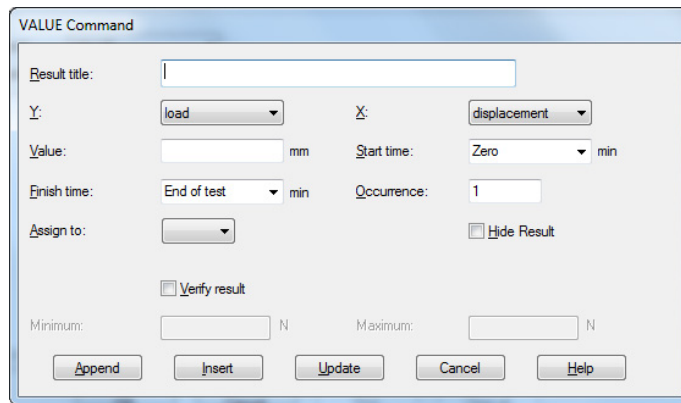 VALUE Command
Result title:
Y: load X: displacement
Value: mm Start time: Zero min
Finish time: End of test min Occurrence: 1
Assign to: Hide Result
Verify result
Minimum: N Maximum: N
Append Insert Update Cancel Help